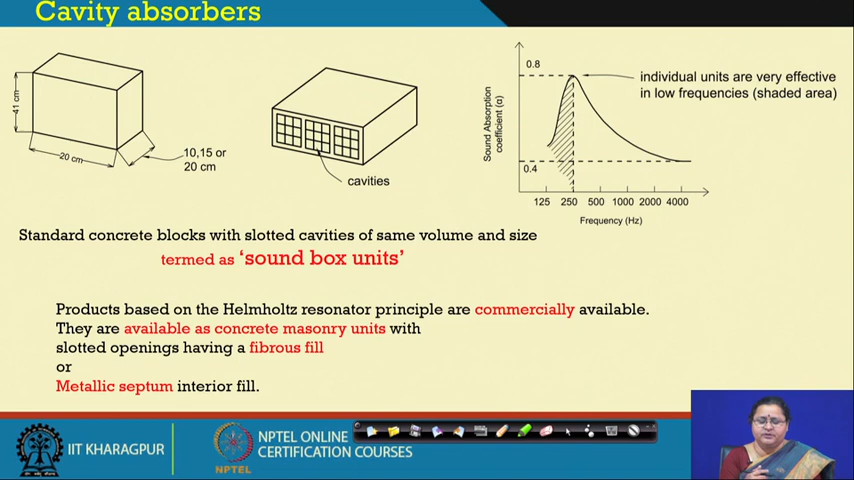 Cavity absorbers
41 cm
20 cm
10,15 or
20 cm
cavities
Sound Absorption
coefficient (α)
0.8
0.4
125 250 500 1000 2000 4000
Frequency (Hz)
individual units are very effective
in low frequencies (shaded area)
Standard concrete blocks with slotted cavities of same volume and size
termed as ‘sound box units’
Products based on the Helmholtz resonator principle are commercially available.
They are available as concrete masonry units with
slotted openings having a fibrous fill
or
Metallic septum interior fill.
IIT KHARAGPUR
NPTEL
NPTEL ONLINE
CERTIFICATION COURSES